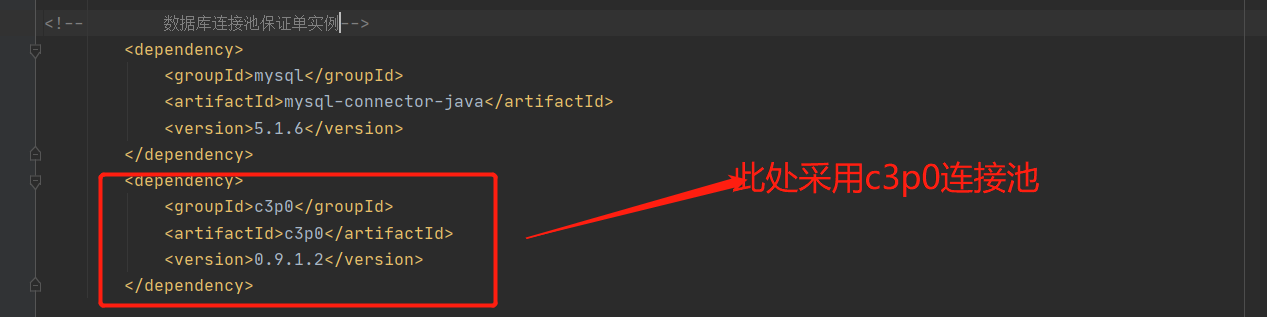 <!--        数据库连接池保证单实例-->
<dependency>
<groupId>mysql</groupId>
<artifactId>mysql-connector-java</artifactId>
<version>5.1.6</version>
</dependency>
<dependency>
此处采用c3p0连接池
<groupId>c3p0</groupId>
<artifactId>c3p0</artifactId>
<version>0.9.1.2</version>
</dependency>